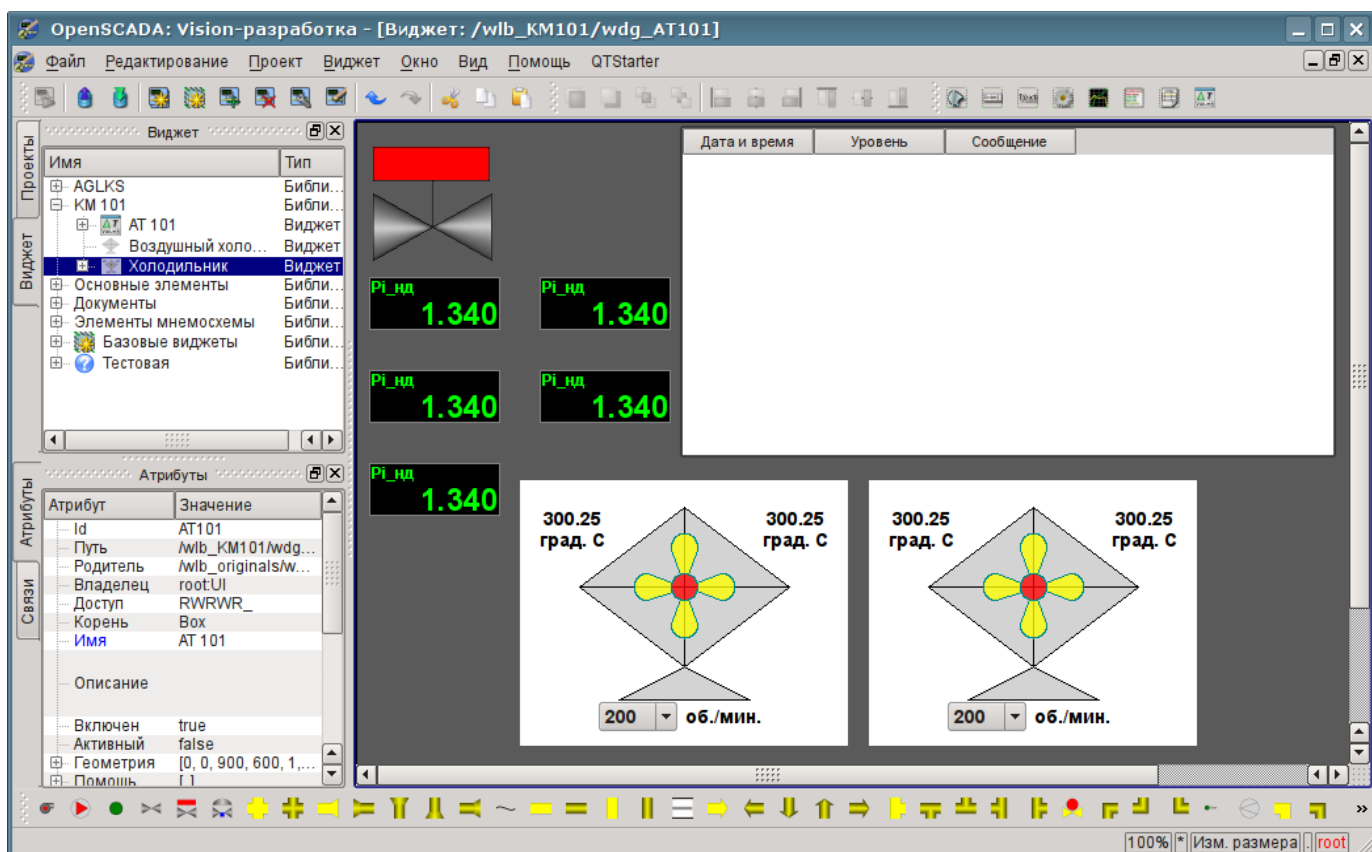 OpenSCADA: Vision-разработка - [Виджет: /wlb_KM101/wdg_AT101]
Файл Редактирование Проект Виджет Окно Вид Помощь QTStarter
Проекты
Виджет
Виджет
Имя Тип
AGLKS Библи...
KM 101 Библи...
AT 101 Виджет
Воздушный холо... Виджет
Холодильник Виджет
Основные элементы Библи...
Документы Библи...
Элементы мнемосхемы Библи...
Базовые виджеты Библи...
Тестовая Библи...
Атрибуты
Связи
Атрибуты
Атрибут Значение
Id AT101
Путь /wlb_KM101/wdg...
Родитель /wlb_originals/w...
Владелец root:UI
Доступ RWRWR_
Корень Box
Имя AT 101
Описание
Включен true
Активный false
Геометрия [0, 0, 900, 600, 1,...
Помощь [ ]
Дата и время Уровень Сообщение
Pi_нд
1.340
Pi_нд
1.340
Pi_нд
1.340
Pi_нд
1.340
Pi_нд
1.340
300.25 300.25
град. С град. С
200 об./мин.
300.25 300.25
град. С град. С
200 об./мин.
100% * Изм. размера . root